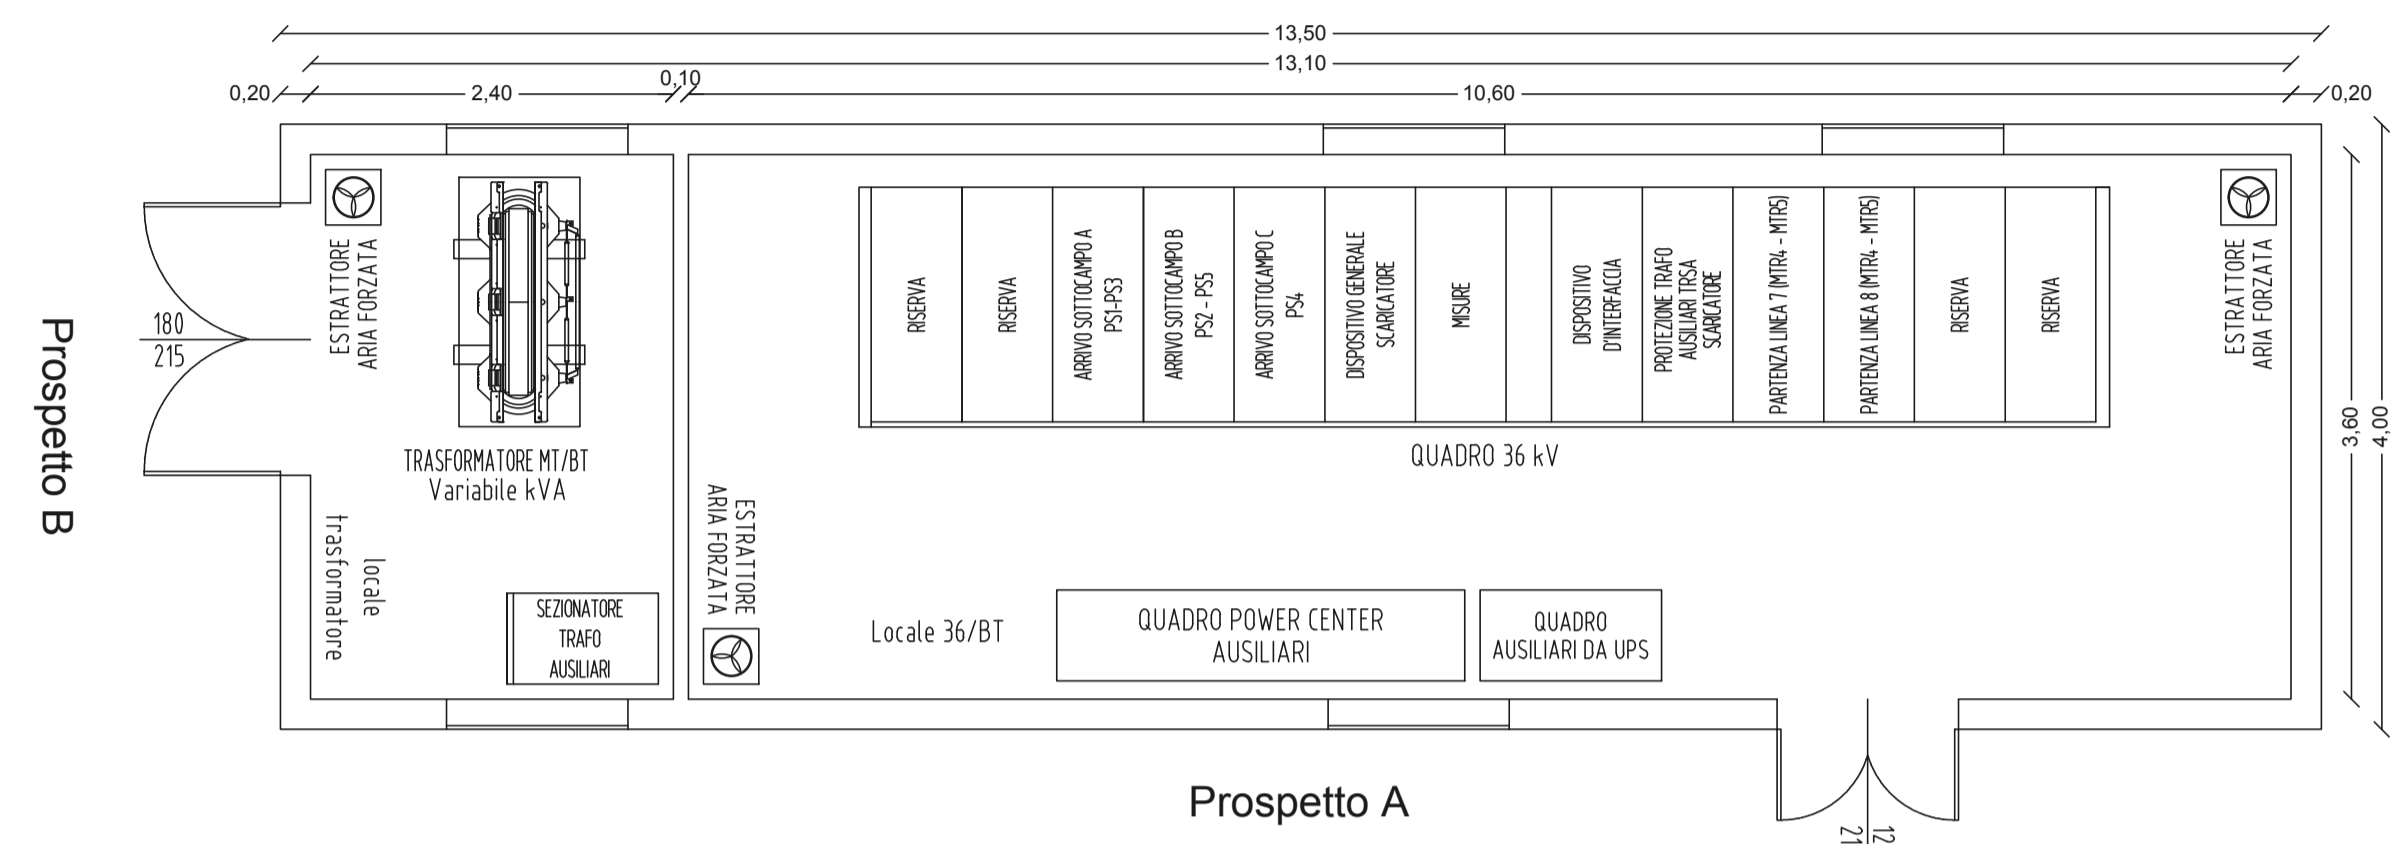 13,50
13,10
0,20
2,40
0,10
10,60
0,20
3,60
4,00
Prospetto B
180
215
ESTRATTORE
ARIA FORZATA
TRASFORMATORE MT/BT
Variabile kVA
locale
trasformatore
SEZIONATORE
TRAFO
AUSILIARI
ESTRATTORE
ARIA FORZATA
RISERVA
RISERVA
ARRIVO SOTTOCAMPO A
PS1-PS3
ARRIVO SOTTOCAMPO B
PS2 - PS5
ARRIVO SOTTOCAMPO C
PS4
DISPOSITIVO GENERALE
SCARICATORE
MISURE
DISPOSITIVO
D'INTERFACCIA
PROTEZIONE TRAFO
AUSILIARI TRSA
SCARICATORE
PARTENZA LINEA 7 (MTR4 - MTR5)
PARTENZA LINEA 8 (MTR4 - MTR5)
RISERVA
RISERVA
QUADRO 36 kV
ESTRATTORE
ARIA FORZATA
Locale 36/BT
QUADRO POWER CENTER
AUSILIARI
QUADRO
AUSILIARI DA UPS
Prospetto A
12
21